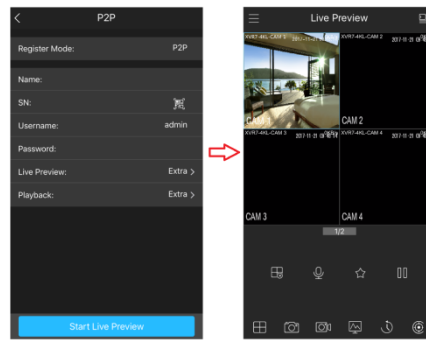 P2P
Register Mode: P2P
Name:
SN:
Username: admin
Password:
Live Preview: Extra >
Playback: Extra >
Start Live Preview
Live Preview
XVR7-4KL-CAM 2
CAM 1
CAM 2
XVR7-4KL-CAM 3
XVR7-4KL-CAM 4
CAM 3
CAM 4
1/2